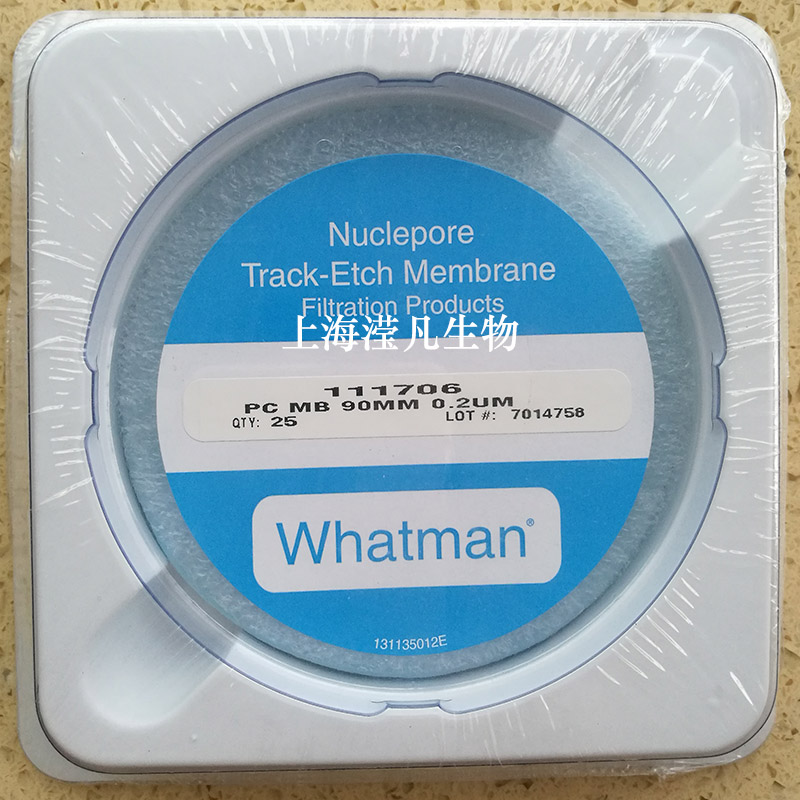 Nuclepore
Track-Etch Membrane
Filtration Products
上海滢凡生物
111706
PC MB 90MM 0.2UM
QTY: 25 LOT #: 7014758
Whatman®
131135012E